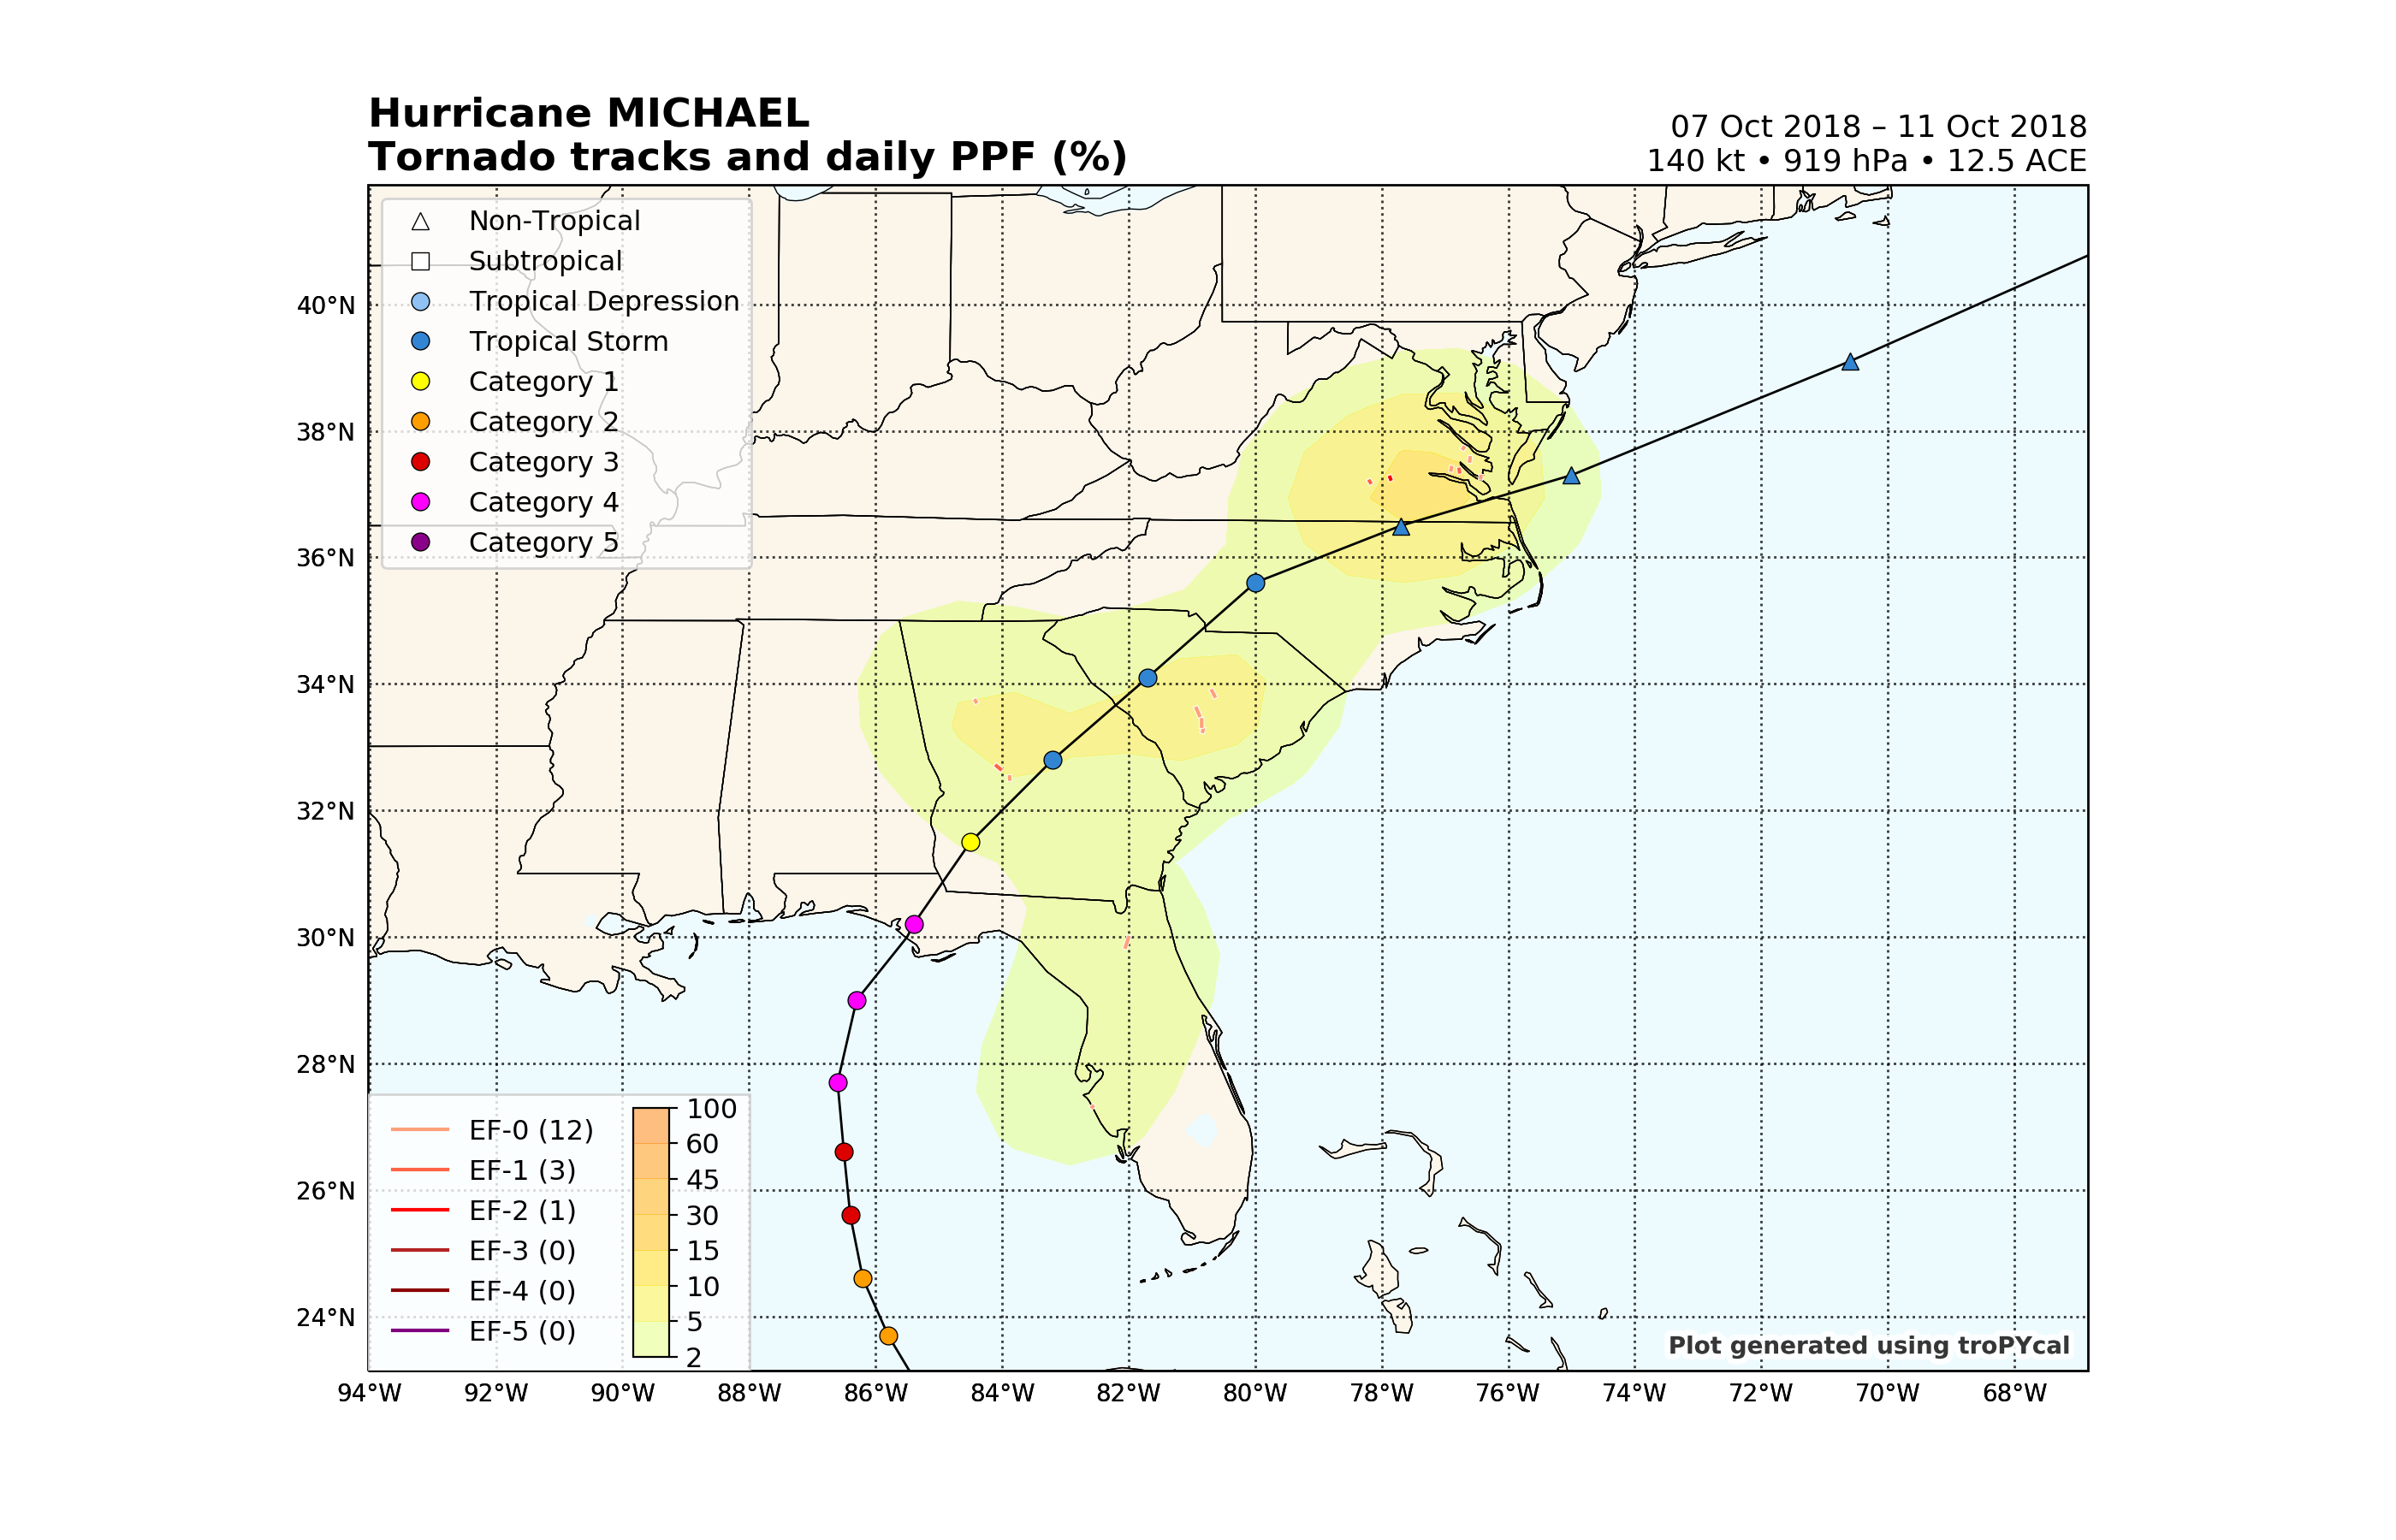 Hurricane MICHAEL
Tornado tracks and daily PPF (%)
07 Oct 2018 – 11 Oct 2018
140 kt • 919 hPa • 12.5 ACE
Non-Tropical
Subtropical
Tropical Depression
Tropical Storm
Category 1
Category 2
Category 3
Category 4
Category 5
40°N
38°N
36°N
34°N
32°N
30°N
28°N
26°N
24°N
EF-0 (12)
EF-1 (3)
EF-2 (1)
EF-3 (0)
EF-4 (0)
EF-5 (0)
100
60
45
30
15
10
5
2
Plot generated using troPYcal
94°W 92°W 90°W 88°W 86°W 84°W 82°W 80°W 78°W 76°W 74°W 72°W 70°W 68°W